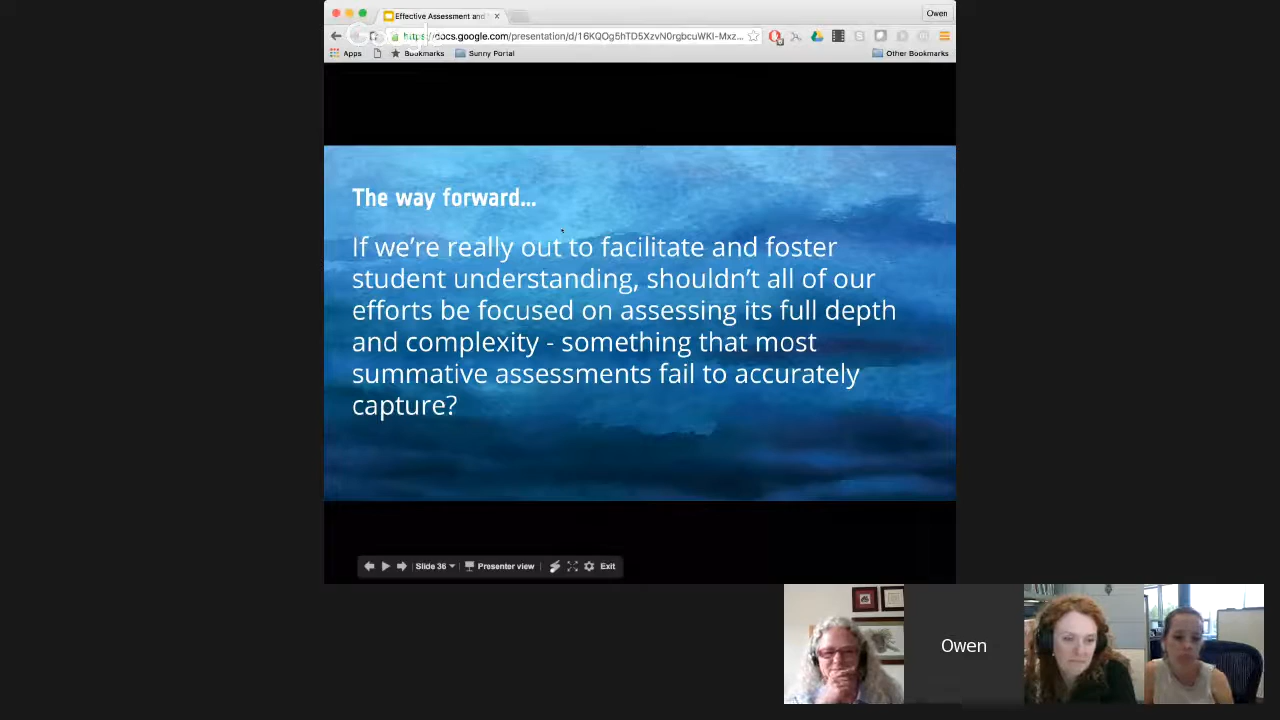 Effective Assessment and
Owen
https://docs.google.com/presentation/d/16KQOg5hTD5XzvN0rgbcuWKI-Mxz...
Apps
Bookmarks
Sunny Portal
Other Bookmarks
The way forward...
If we're really out to facilitate and foster
student understanding, shouldn't all of our
efforts be focused on assessing its full depth
and complexity - something that most
summative assessments fail to accurately
capture?
Slide 36
Presenter view
Exit
Owen